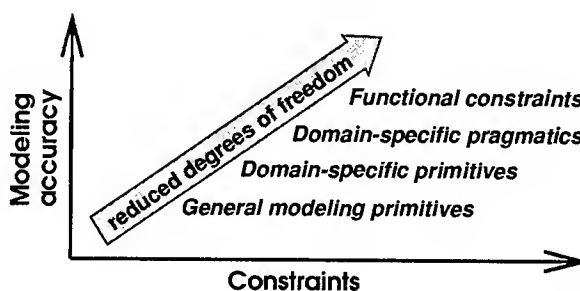 Modeling
accuracy
reduced degrees of freedom
Functional constraints
Domain-specific pragmatics
Domain-specific primitives
General modeling primitives
Constraints